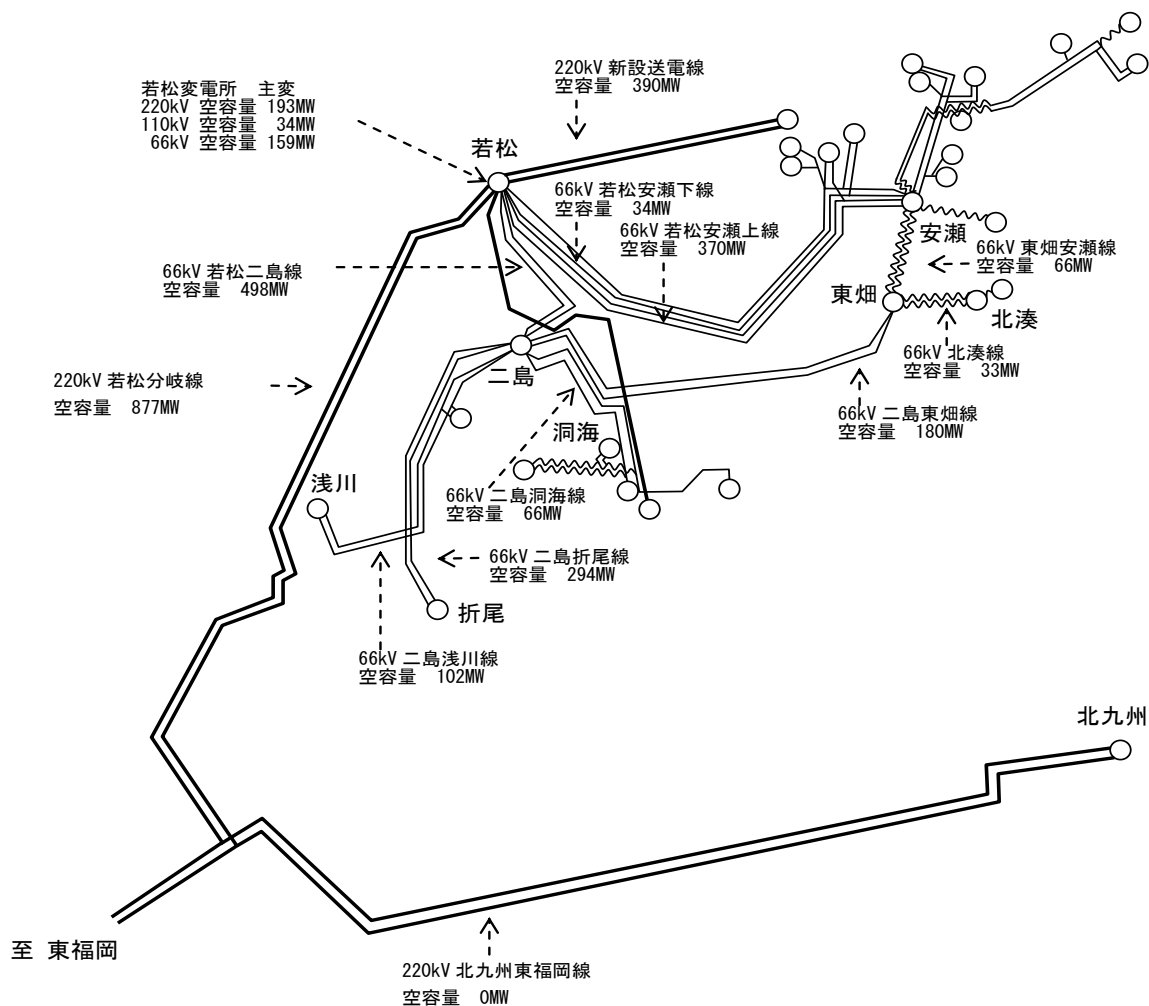 220kV 新設送電線
空容量 390MW
若松変電所 主変
220kV 空容量 193MW
110kV 空容量 34MW
66kV 空容量 159MW
若松
66kV 若松安瀬下線
空容量 34MW
66kV 若松安瀬上線
空容量 370MW
安瀬
66kV 東畑安瀬線
空容量 66MW
66kV 若松二島線
空容量 498MW
東畑
北湊
66kV 北湊線
空容量 33MW
二島
220kV 若松分岐線
空容量 877MW
66kV 二島東畑線
空容量 180MW
洞海
浅川
66kV 二島洞海線
空容量 66MW
66kV 二島折尾線
空容量 294MW
折尾
66kV 二島浅川線
空容量 102MW
北九州
至 東福岡
220kV 北九州東福岡線
空容量 0MW